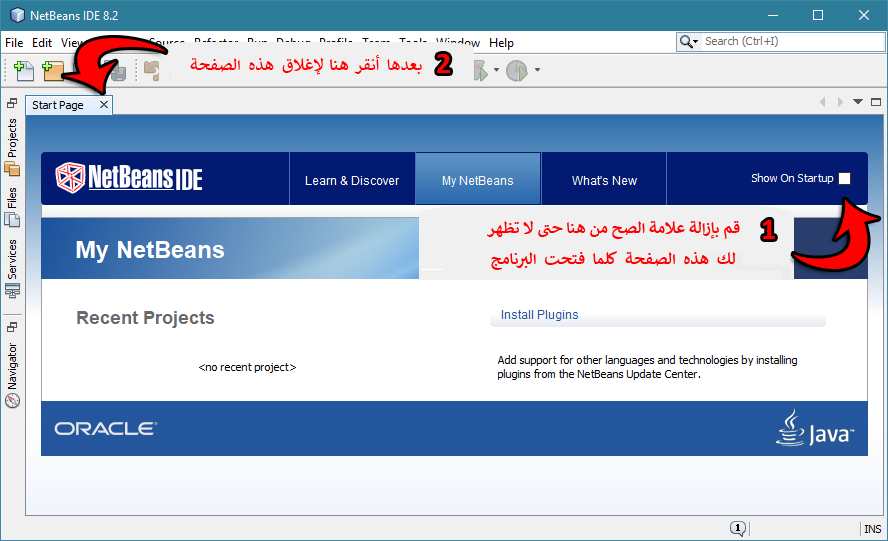 NetBeans IDE 8.2
File Edit View Source Refactor Run Debug Profile Team Tools Window Help
Search (Ctrl+I)
2 بعدها أنقر هنا لإغلاق هذه الصفحة
Start Page
Projects
Files
Services
Navigator
NetBeans IDE
Learn & Discover
My NetBeans
What's New
Show On Startup
My NetBeans
1 قم بإزالة علامة الصح من هنا حتى لا تظهر
لك هذه الصفحة كلما فتحت البرنامج
Recent Projects
<no recent project>
Install Plugins
Add support for other languages and technologies by installing
plugins from the NetBeans Update Center.
ORACLE
Java
1
INS